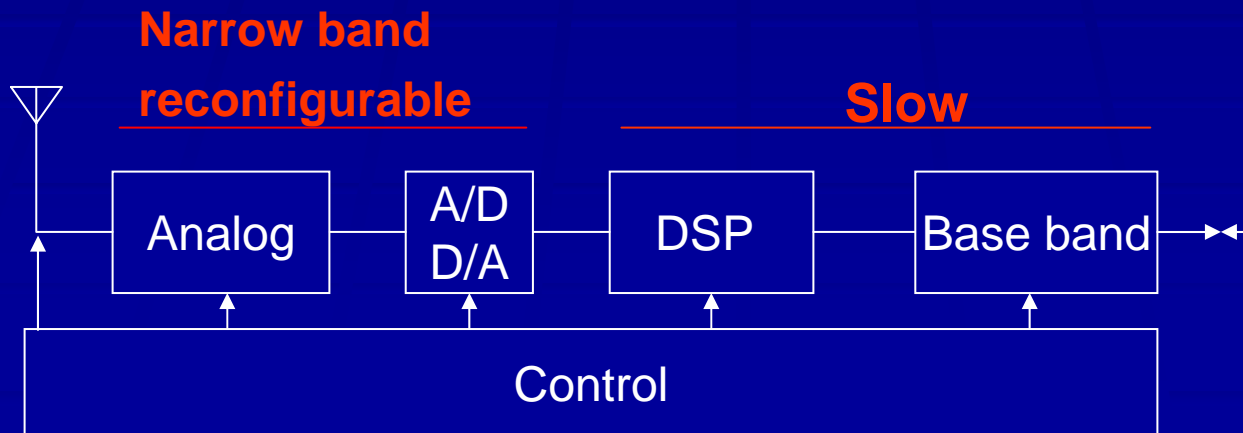 Narrow band
reconfigurable
Slow
Analog
A/D
D/A
DSP
Base band
Control